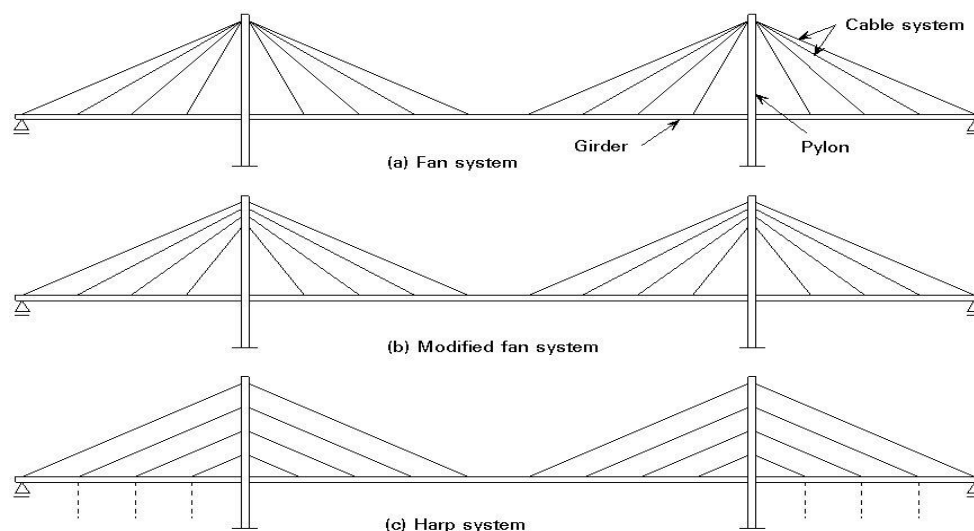 Cable system
Girder
Pylon
(a) Fan system
(b) Modified fan system
(c) Harp system